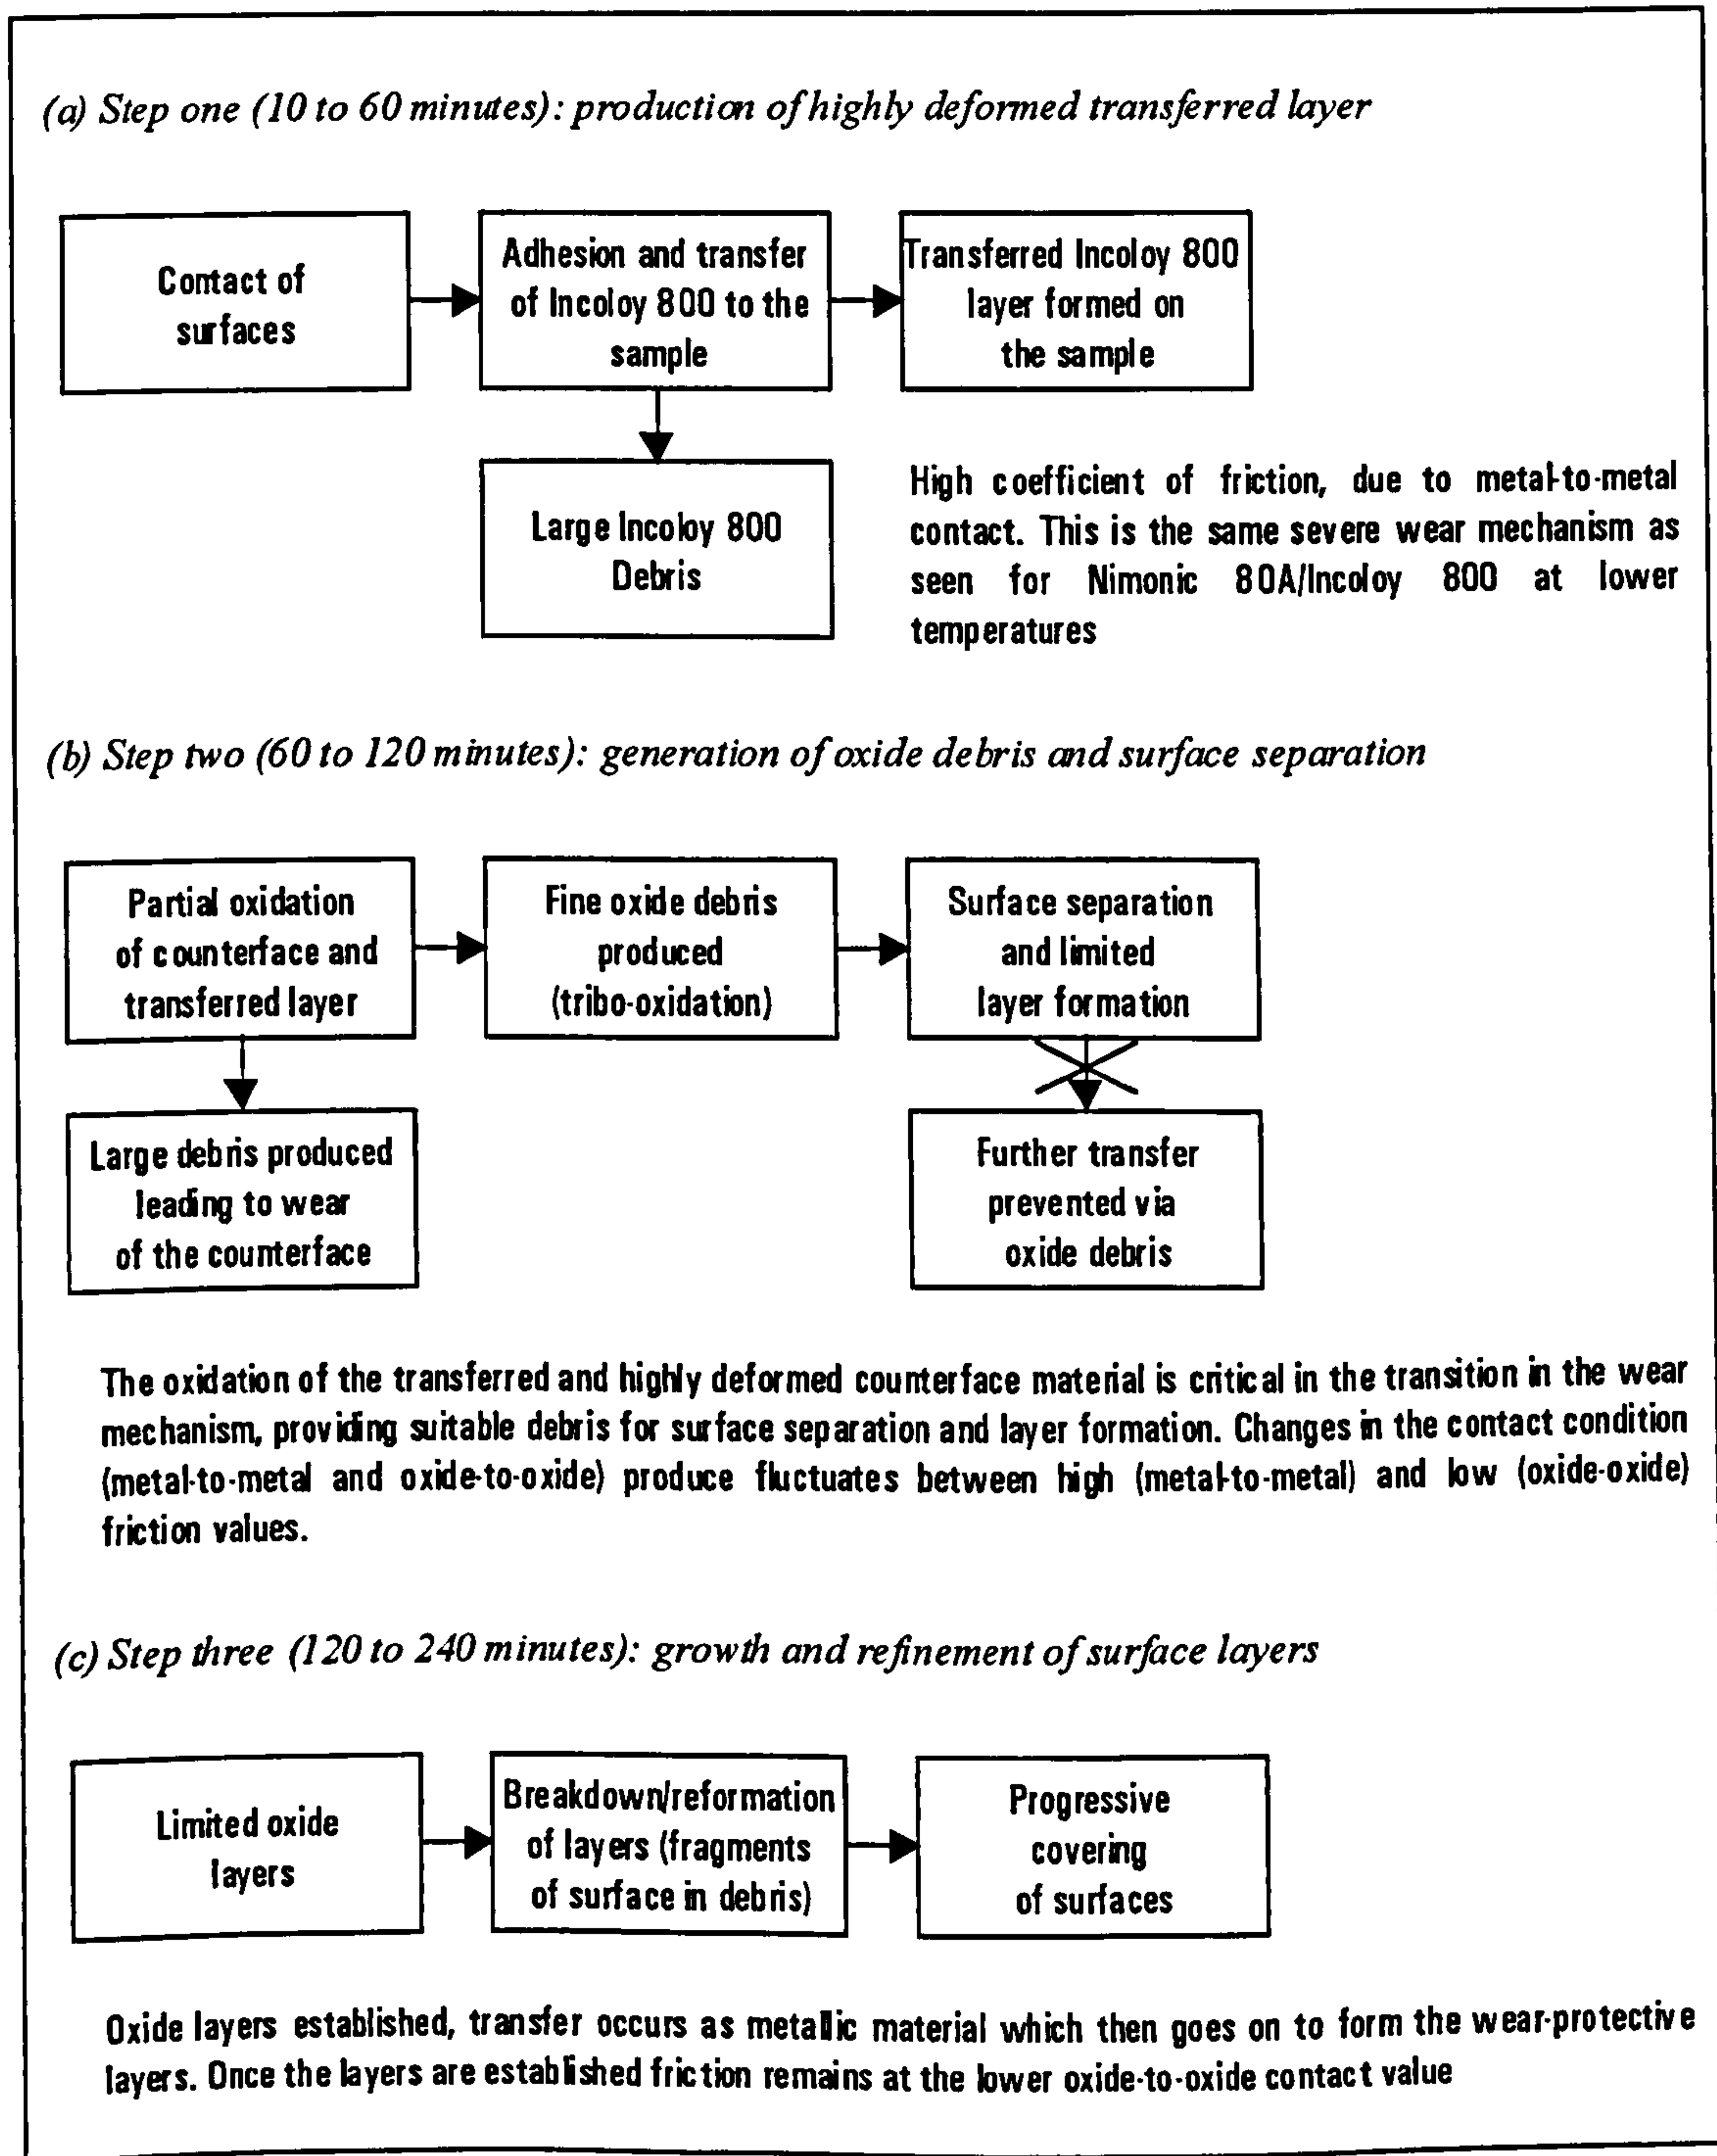 (a) Step one (10 to 60 minutes): production of highly deformed transferred layer
Contact of
surfaces
Adhesion and transfer
of Incoloy 800 to the
sample
Transferred Incoloy 800
layer formed on
the sample
Large Incoloy 800
Debris
High coefficient of friction, due to metal-to-metal
contact. This is the same severe wear mechanism as
seen for Nimonic 80A/Incoloy 800 at lower
temperatures
(b) Step two (60 to 120 minutes): generation of oxide debris and surface separation
Partial oxidation
of counterface and
transferred layer
Fine oxide debris
produced
(tribo-oxidation)
Surface separation
and limited
layer formation
Large debris produced
leading to wear
of the counterface
Further transfer
prevented via
oxide debris
The oxidation of the transferred and highly deformed counterface material is critical in the transition in the wear
mechanism, providing suitable debris for surface separation and layer formation. Changes in the contact condition
(metal-to-metal and oxide-to-oxide) produce fluctuates between high (metal-to-metal) and low (oxide-oxide)
friction values.
(c) Step three (120 to 240 minutes): growth and refinement of surface layers
Limited oxide
layers
Breakdown/reformation
of layers (fragments
of surface in debris)
Progressive
covering
of surfaces
Oxide layers established, transfer occurs as metallic material which then goes on to form the wear-protective
layers. Once the layers are established friction remains at the lower oxide-to-oxide contact value